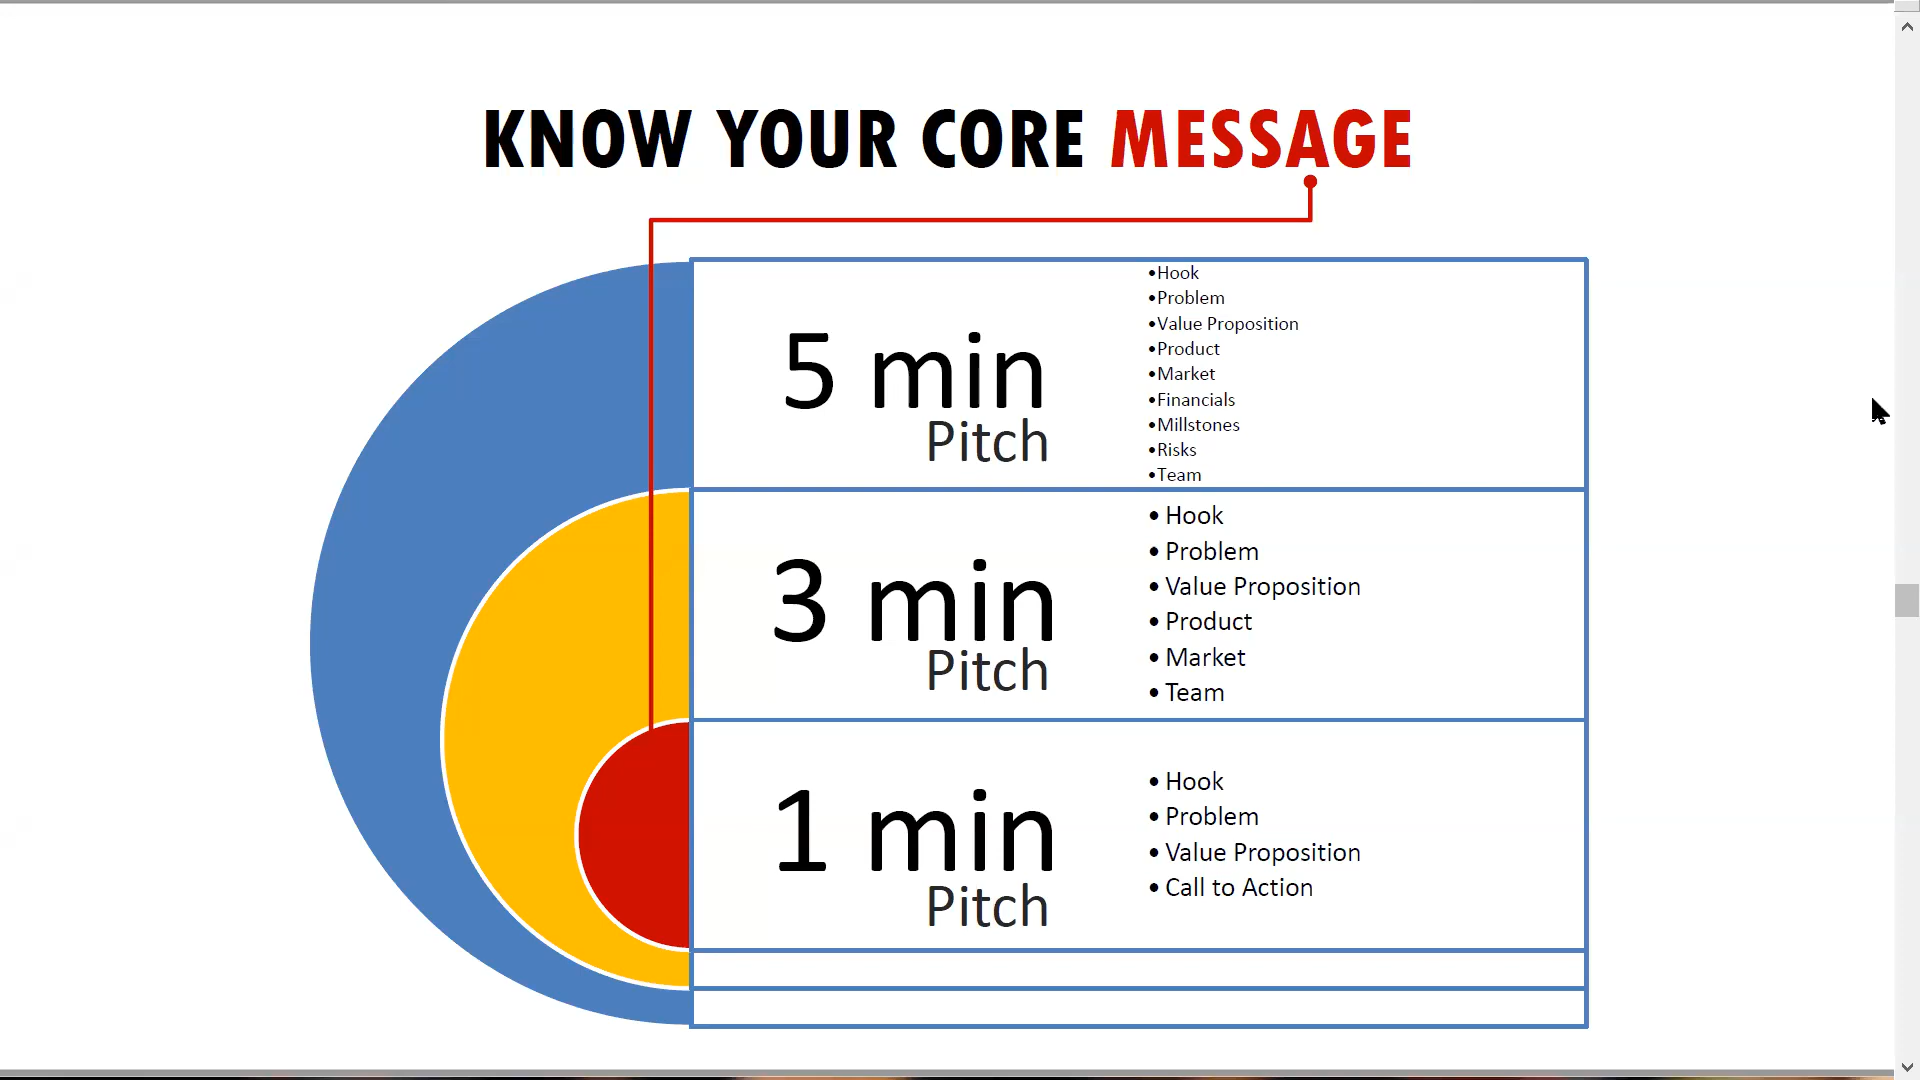 KNOW YOUR CORE MESSAGE
5 min
Pitch
•Hook
•Problem
•Value Proposition
•Product
•Market
•Financials
•Millstones
•Risks
•Team
3 min
Pitch
• Hook
• Problem
• Value Proposition
• Product
• Market
• Team
1 min
Pitch
• Hook
• Problem
• Value Proposition
• Call to Action